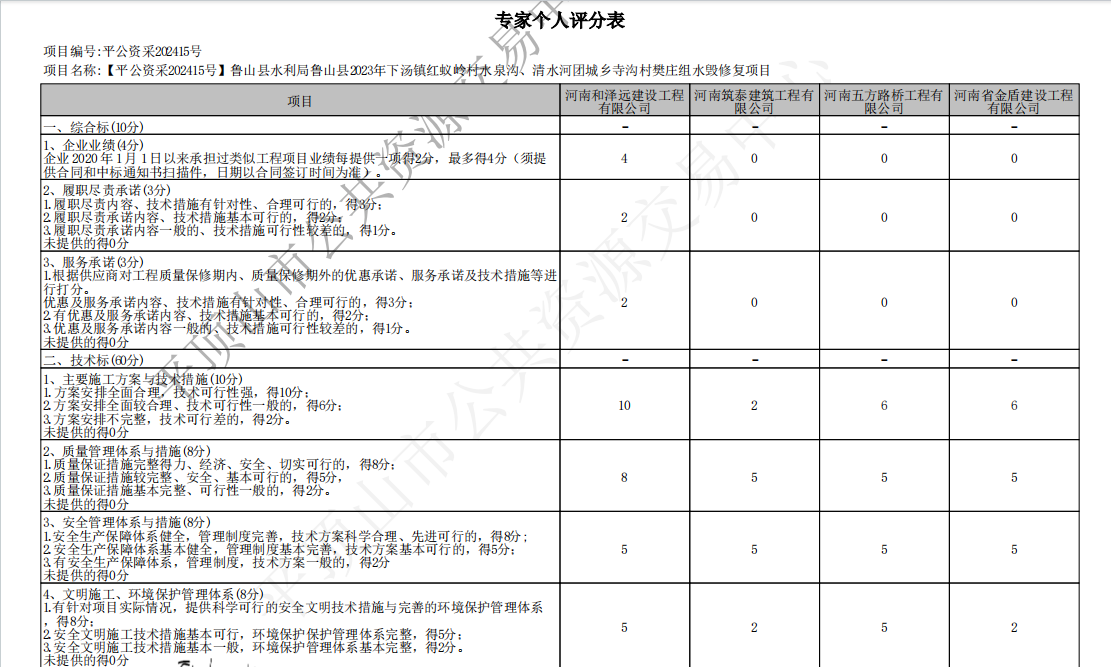 专家个人评分表
项目编号:平公资采202415号
项目名称:【平公资采202415号】鲁山县水利局鲁山县2023年下汤镇红蚁岭村水泉沟、清水河团城乡寺沟村樊庄组水毁修复项目
项目 河南和泽远建设工程有限公司 河南筑泰建筑工程有限公司 河南五方路桥工程有限公司 河南省金盾建设工程有限公司
一、综合标(10分) - - - -
1、企业业绩(4分)
企业 2020 年 1 月 1 日以来承担过类似工程项目业绩每提供一项得2分，最多得4分（须提
供合同和中标通知书扫描件，日期以合同签订时间为准）。
4 0 0 0
2、履职尽责承诺(3分)
1.履职尽责内容、技术措施有针对性、合理可行的，得3分；
2.履职尽责承诺内容、技术措施基本可行的，得2分；
3.履职尽责承诺内容一般的、技术措施可行性较差的，得1分。
未提供的得0分
2 0 0 0
3、服务承诺(3分)
1.根据供应商对工程质量保修期内、质量保修期外的优惠承诺、服务承诺及技术措施等进
行打分。
优惠及服务承诺内容、技术措施有针对性、合理可行的，得3分；
2.有优惠及服务承诺内容、技术措施基本可行的，得2分；
3.优惠及服务承诺内容一般的、技术措施可行性较差的，得1分。
未提供的得0分
2 0 0 0
二、技术标(60分) - - - -
1、主要施工方案与技术措施(10分)
1.方案安排全面合理，技术可行性强，得10分；
2.方案安排全面较合理、技术可行性一般的，得6分；
3.方案安排不完整，技术可行差的，得2分。
未提供的得0分
10 2 6 6
2、质量管理体系与措施(8分)
1.质量保证措施完整得力、经济、安全、切实可行的，得8分；
2.质量保证措施较完整、安全、基本可行的，得5分，
3.质量保证措施基本完整、可行性一般的，得2分。
未提供的得0分
8 5 5 5
3、安全管理体系与措施(8分)
1.安全生产保障体系健全，管理制度完善，技术方案科学合理、先进可行的，得8分；
2.安全生产保障体系基本健全，管理制度基本完善，技术方案基本可行的，得5分；
3.有安全生产保障体系，管理制度，技术方案一般的，得2分
未提供的得0分
5 5 5 5
4、文明施工、环境保护管理体系(8分)
1.有针对项目实际情况，提供科学可行的安全文明技术措施与完善的环境保护管理体系
，得8分；
2.安全文明施工技术措施基本可行，环境保护保护管理体系完整，得5分；
3.安全文明施工技术措施基本一般，环境保护管理体系基本完整，得2分。
未提供的得0分
5 2 5 2
平顶山市公共资源交易中
平顶山市公共资源交易中心